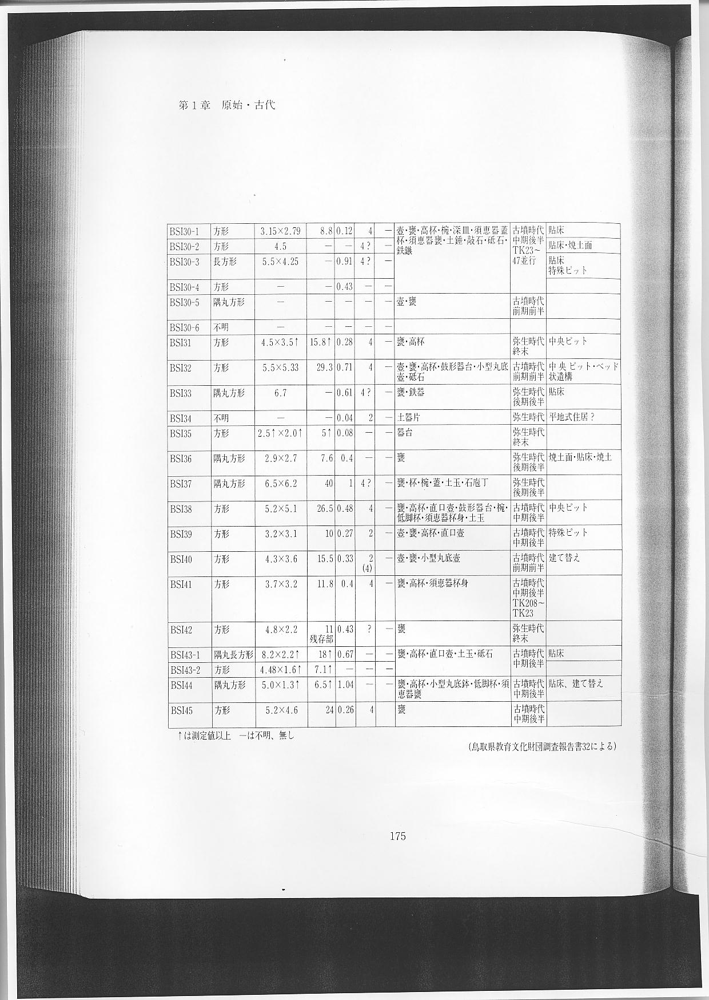 第1章　原始・古代
BSI30-1 方形 3.15×2.79 8.8 0.12 4 ― 壺・甕・高杯・椀・深皿・須恵器蓋 古墳時代 貼床
杯・須恵器甕・土錘・敲石・砥石・ 中期後半
BSI30-2 方形 4.5 ― ― 4？ ― 鉄鏃 TK23～ 貼床・焼土面
BSI30-3 長方形 5.5×4.25 ― 0.91 4？ ― 47並行 貼床
特殊ピット
BSI30-4 方形 ― ― 0.43 ― ―
BSI30-5 隅丸方形 ― ― ― ― ― 壺・甕 古墳時代
前期前半
BSI30-6 不明 ― ― ― ― ―
BSI31 方形 4.5×3.5↑ 15.8↑ 0.28 4 ― 甕・高杯 弥生時代 中央ピット
終末
BSI32 方形 5.5×5.33 29.3 0.71 4 ― 壺・甕・高杯・鼓形器台・小型丸底 古墳時代 中央ピット・ベッド
壺・砥石 前期前半 状遺構
BSI33 隅丸方形 6.7 ― 0.61 4？ ― 甕・鉄器 弥生時代 貼床
後期後半
BSI34 不明 ― ― 0.04 2 ― 土器片 弥生時代 平地式住居？
BSI35 方形 2.5↑×2.0↑ 5↑ 0.08 ― ― 器台 弥生時代
終末
BSI36 隅丸方形 2.9×2.7 7.6 0.4 ― ― 甕 弥生時代 焼土面・貼床・焼土
後期後半
BSI37 隅丸方形 6.5×6.2 40 1 4？ ― 甕・杯・椀・蓋・土玉・石庖丁 弥生時代
後期後半
BSI38 方形 5.2×5.1 26.5 0.48 4 ― 甕・高杯・直口壺・鼓形器台・椀・ 古墳時代 中央ピット
低脚杯・須恵器杯身・土玉 中期後半
BSI39 方形 3.2×3.1 10 0.27 2 ― 壺・甕・高杯・直口壺 古墳時代 特殊ピット
中期後半
BSI40 方形 4.3×3.6 15.5 0.33 2 ― 壺・甕・小型丸底壺 古墳時代 建て替え
(4) 前期前半
BSI41 方形 3.7×3.2 11.8 0.4 4 ― 甕・高杯・須恵器杯身 古墳時代
中期後半
TK208～
TK23
BSI42 方形 4.8×2.2 11 0.43 ? ― 甕 弥生時代
残存部 終末
BSI43-1 隅丸長方形 8.2×2.2↑ 18↑ 0.67 ― ― 甕・高杯・直口壺・土玉・砥石 古墳時代 貼床
中期後半
BSI43-2 方形 4.48×1.6↑ 7.1↑ ― ― ―
BSI44 隅丸方形 5.0×1.3↑ 6.5↑ 1.04 ― ― 甕・高杯・小型丸底鉢・低脚杯・須 古墳時代 貼床、建て替え
恵器甕 中期後半
BSI45 方形 5.2×4.6 24 0.26 4 甕 古墳時代
中期後半
↑は測定値以上　―は不明、無し
(鳥取県教育文化財団調査報告書32による)
175